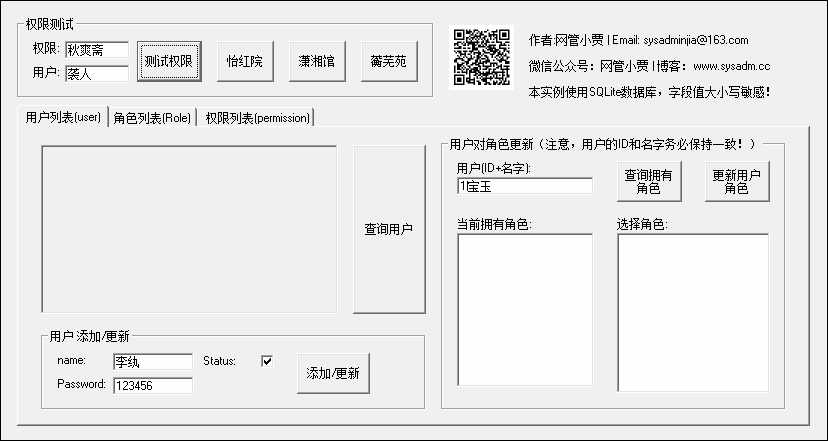 权限测试
权限: 秋爽斋
用户: 袭人
测试权限
怡红院
潇湘馆
蘅芜苑
作者:网管小贾 | Email: sysadminjia@163.com
微信公众号：网管小贾 | 博客：www.sysadm.cc
本实例使用SQLite数据库，字段值大小写敏感！
用户列表(user)
角色列表(Role)
权限列表(permission)
查询用户
用户 添加/更新
name: 李纨
Status:
Password: 123456
添加/更新
用户对角色更新（注意，用户的ID和名字务必保持一致！）
用户(ID+名字):
1|宝玉
查询拥有
角色
更新用户
角色
当前拥有角色:
选择角色: